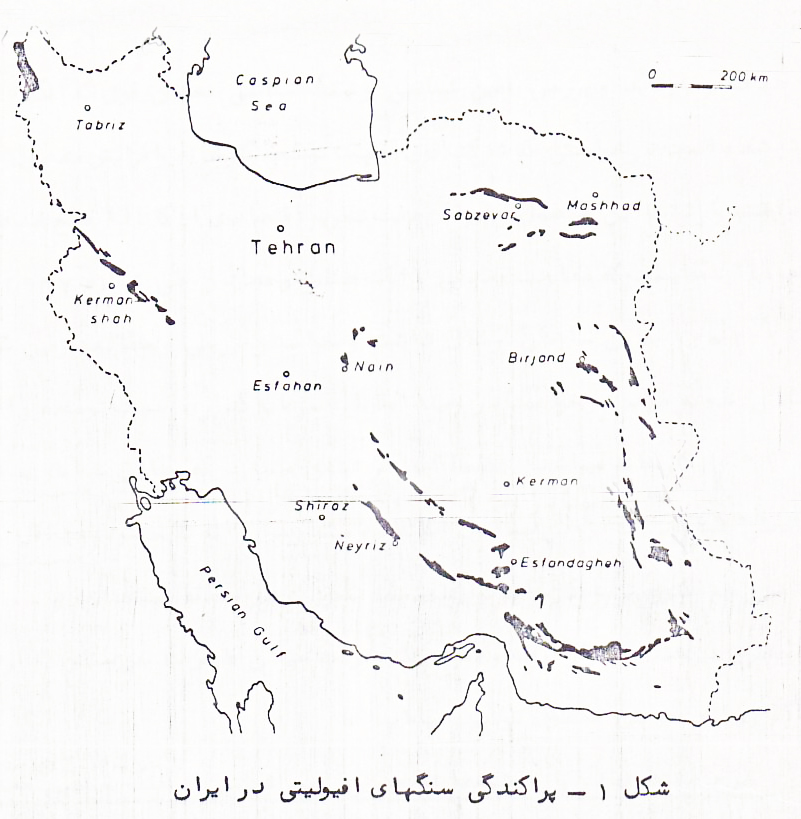 Caspian
Sea
0 200 km
Tabriz
Sabzevar
Mashhad
Tehran
Kerman
shah
Nain
Birjand
Esfahan
Kerman
Shiraz
Neyriz
Esfandagheh
Persian Gulf
شکل ۱ – پراکندگی سنگهای افیولیتی در ایران